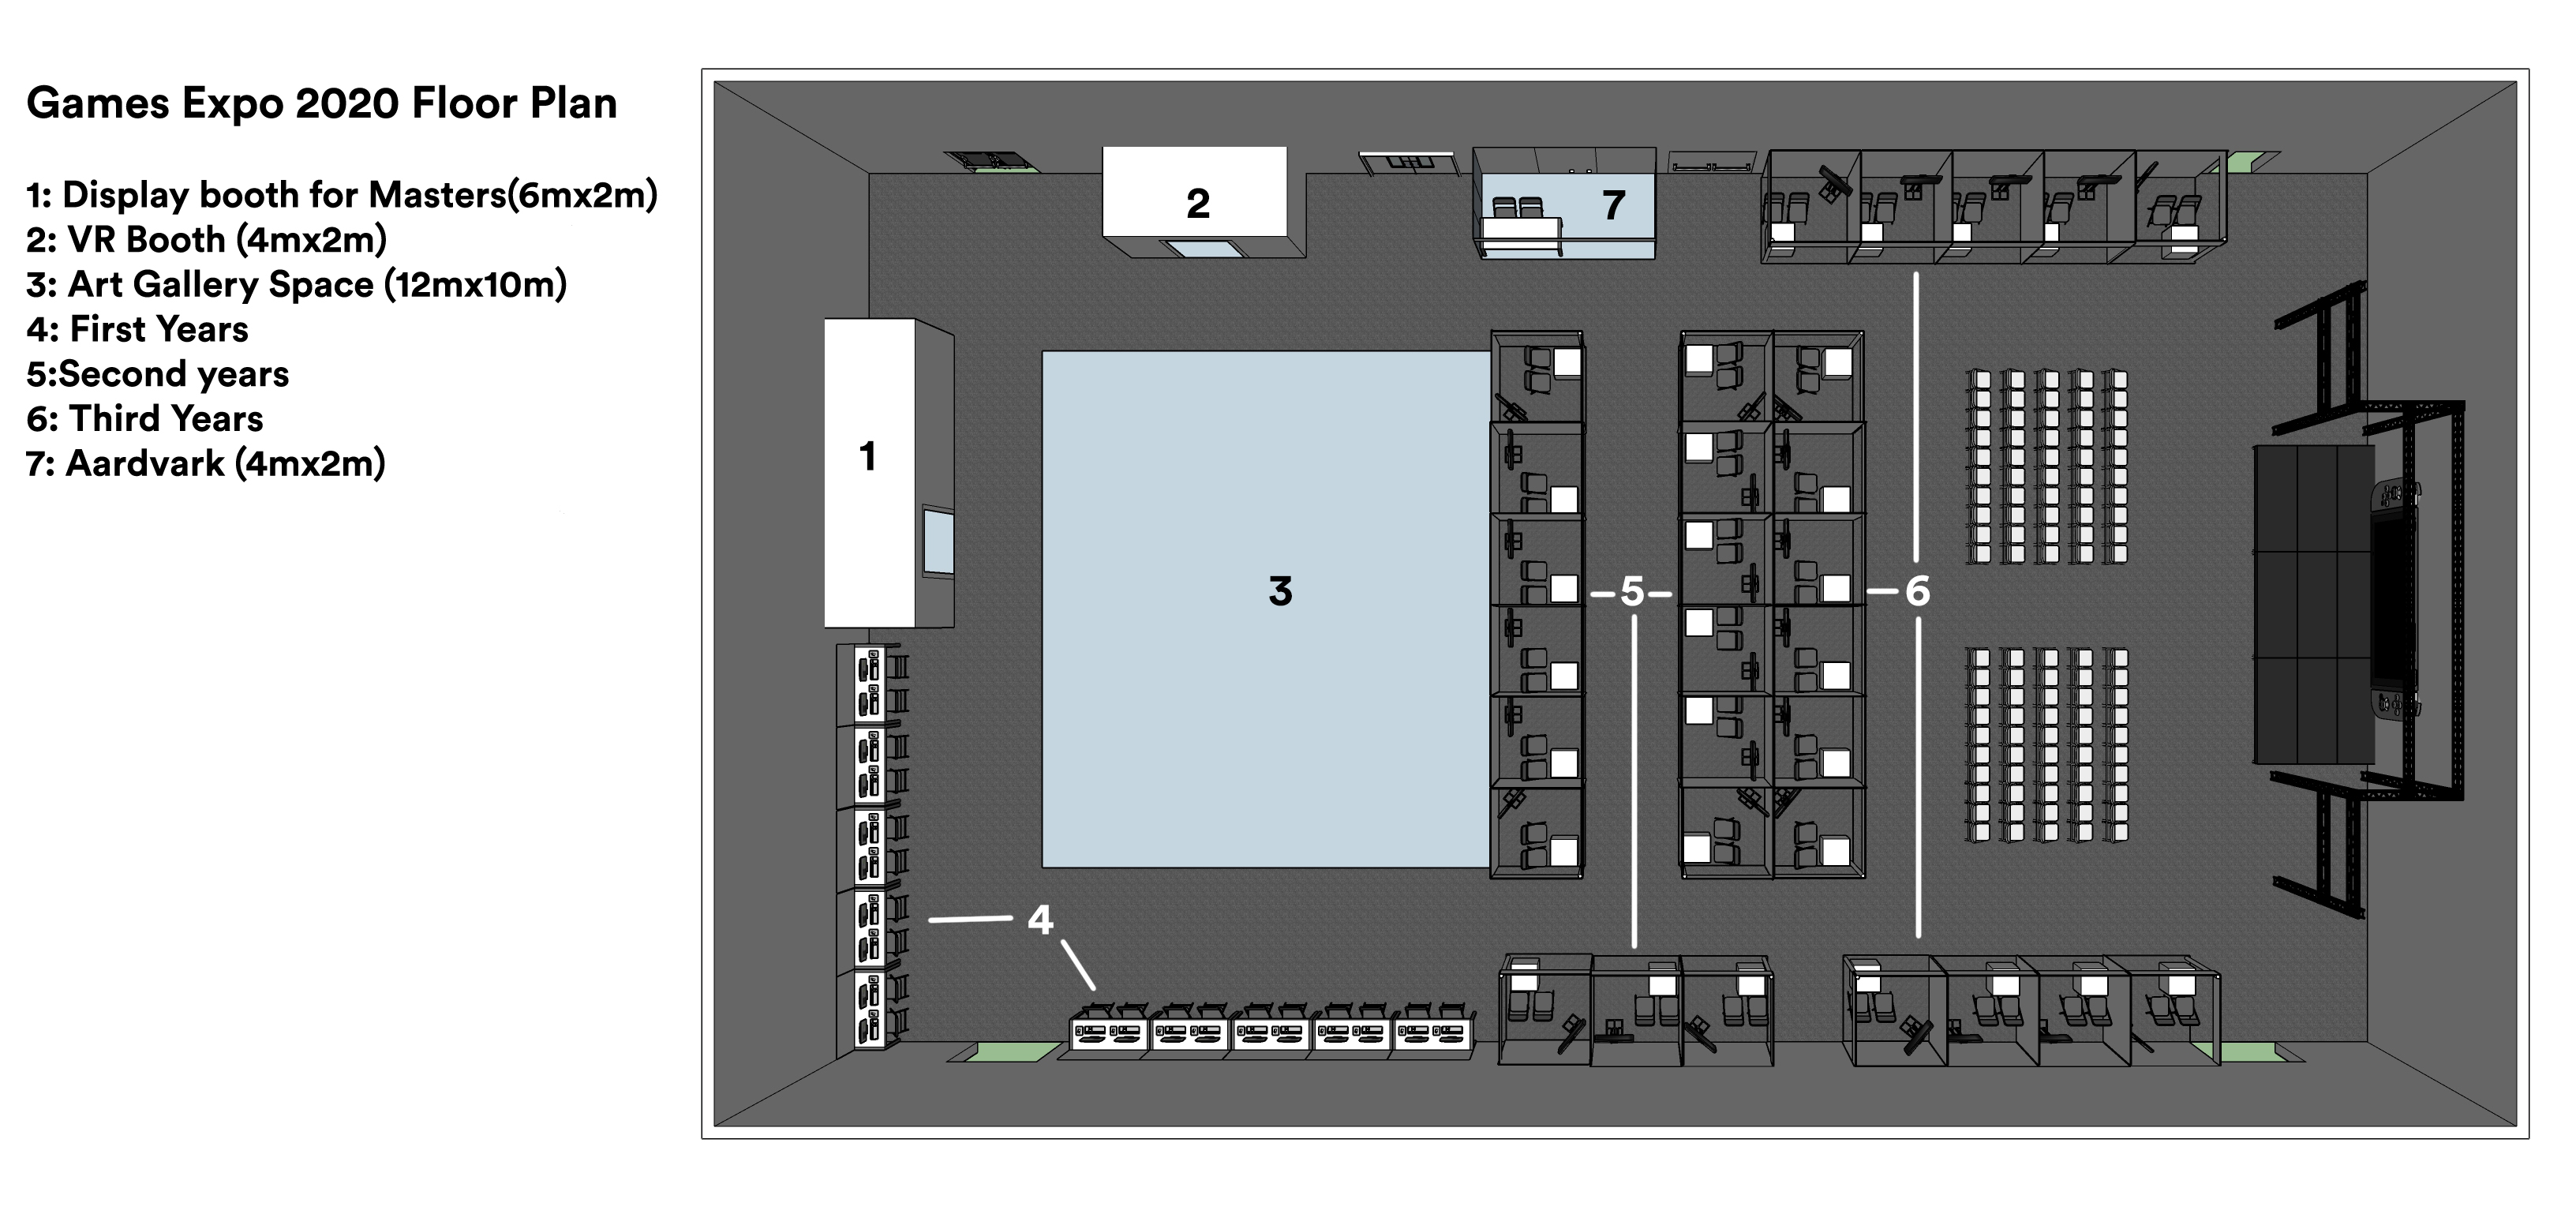 Games Expo 2020 Floor Plan
1: Display booth for Masters(6mx2m)
2: VR Booth (4mx2m)
3: Art Gallery Space (12mx10m)
4: First Years
5:Second years
6: Third Years
7: Aardvark (4mx2m)
2
7
1
3
5
6
4